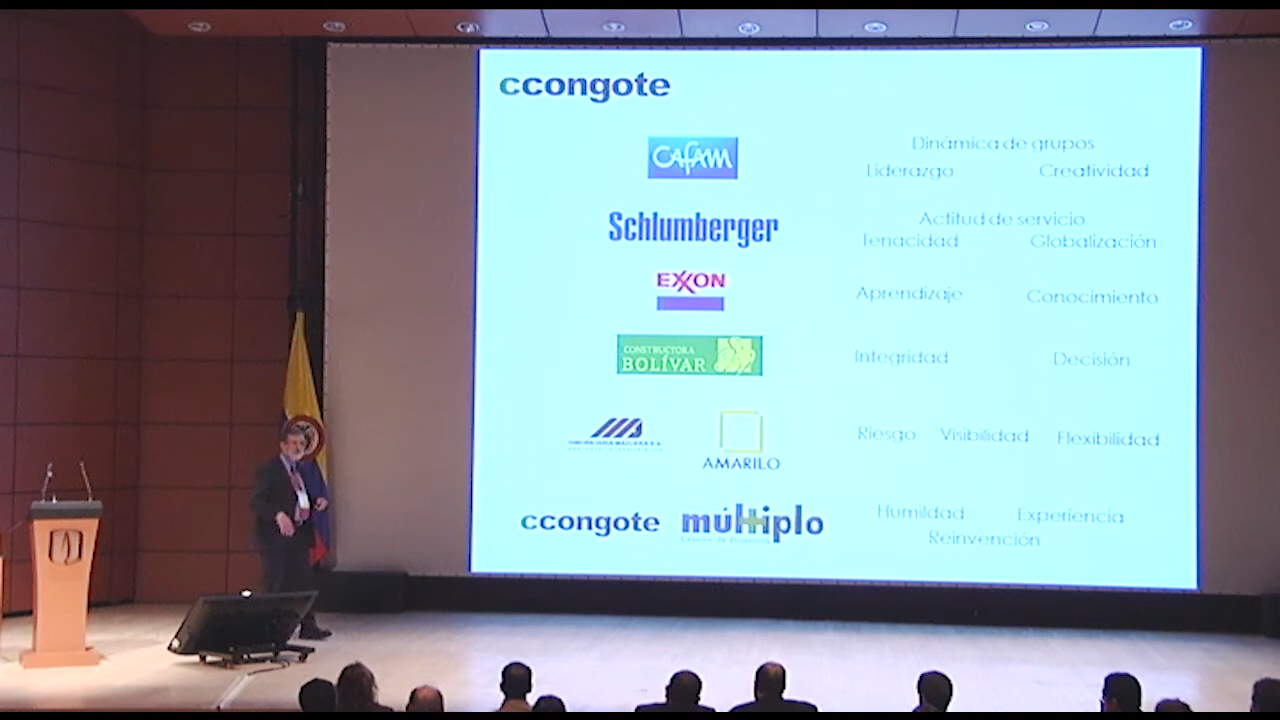 ccongote
CAfAM
Dinámica de grupos
Liderazgo Creatividad
Schlumberger
Actitud de servicio
Tenacidad Globalización
EXXON
Aprendizaje Conocimiento
CONSTRUCTORA
BOLÍVAR
Integridad Decisión
AMARILO
Riesgo Visibilidad Flexibilidad
ccongote múltiplo
Humildad Experiencia
Reinvención